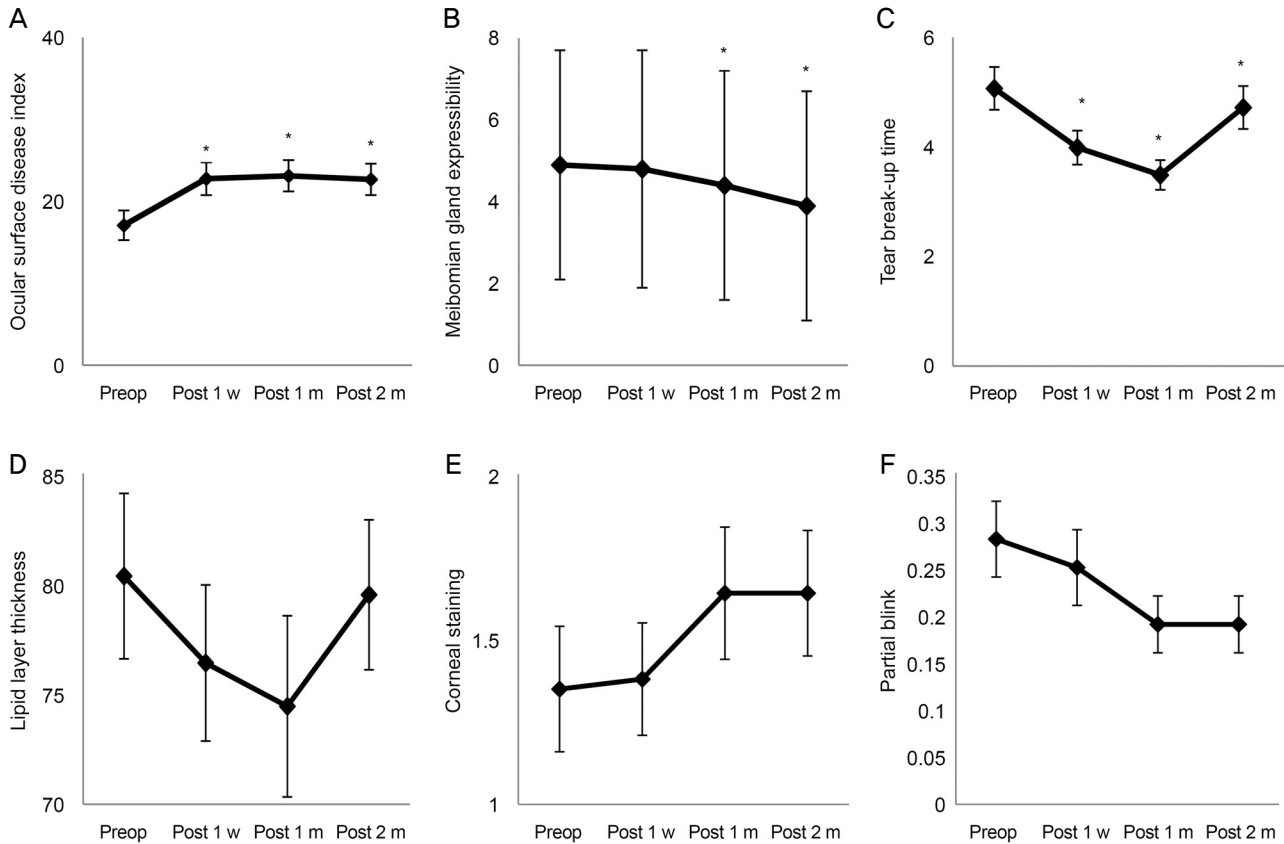 A
Ocular surface disease index
40
20
0
*
*
*
Preop Post 1 w Post 1 m Post 2 m
B
Meibomian gland expressibility
8
6
4
2
0
*
*
Preop Post 1 w Post 1 m Post 2 m
C
Tear break-up time
6
4
2
0
*
*
*
Preop Post 1 w Post 1 m Post 2 m
D
Lipid layer thickness
85
80
75
70
Preop Post 1 w Post 1 m Post 2 m
E
Corneal staining
2
1.5
1
Preop Post 1 w Post 1 m Post 2 m
F
Partial blink
0.35
0.3
0.25
0.2
0.15
0.1
0.05
0
Preop Post 1 w Post 1 m Post 2 m